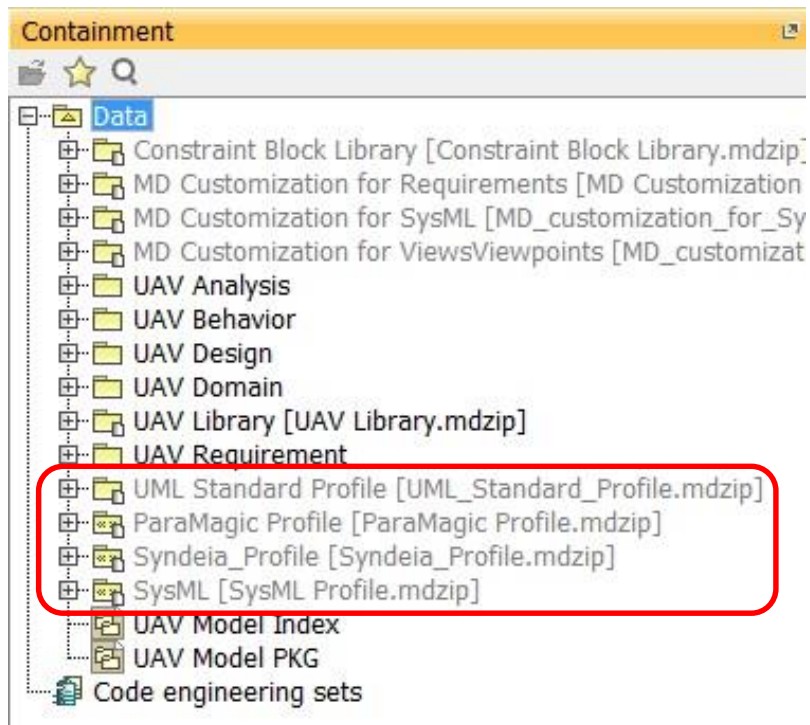 Containment
Data
Constraint Block Library [Constraint Block Library.mdzip]
MD Customization for Requirements [MD Customization
MD Customization for SysML [MD_customization_for_Sy
MD Customization for ViewsViewpoints [MD_customizat
UAV Analysis
UAV Behavior
UAV Design
UAV Domain
UAV Library [UAV Library.mdzip]
UAV Requirement
UML Standard Profile [UML_Standard_Profile.mdzip]
ParaMagic Profile [ParaMagic Profile.mdzip]
Syndeia_Profile [Syndeia_Profile.mdzip]
SysML [SysML Profile.mdzip]
UAV Model Index
UAV Model PKG
Code engineering sets